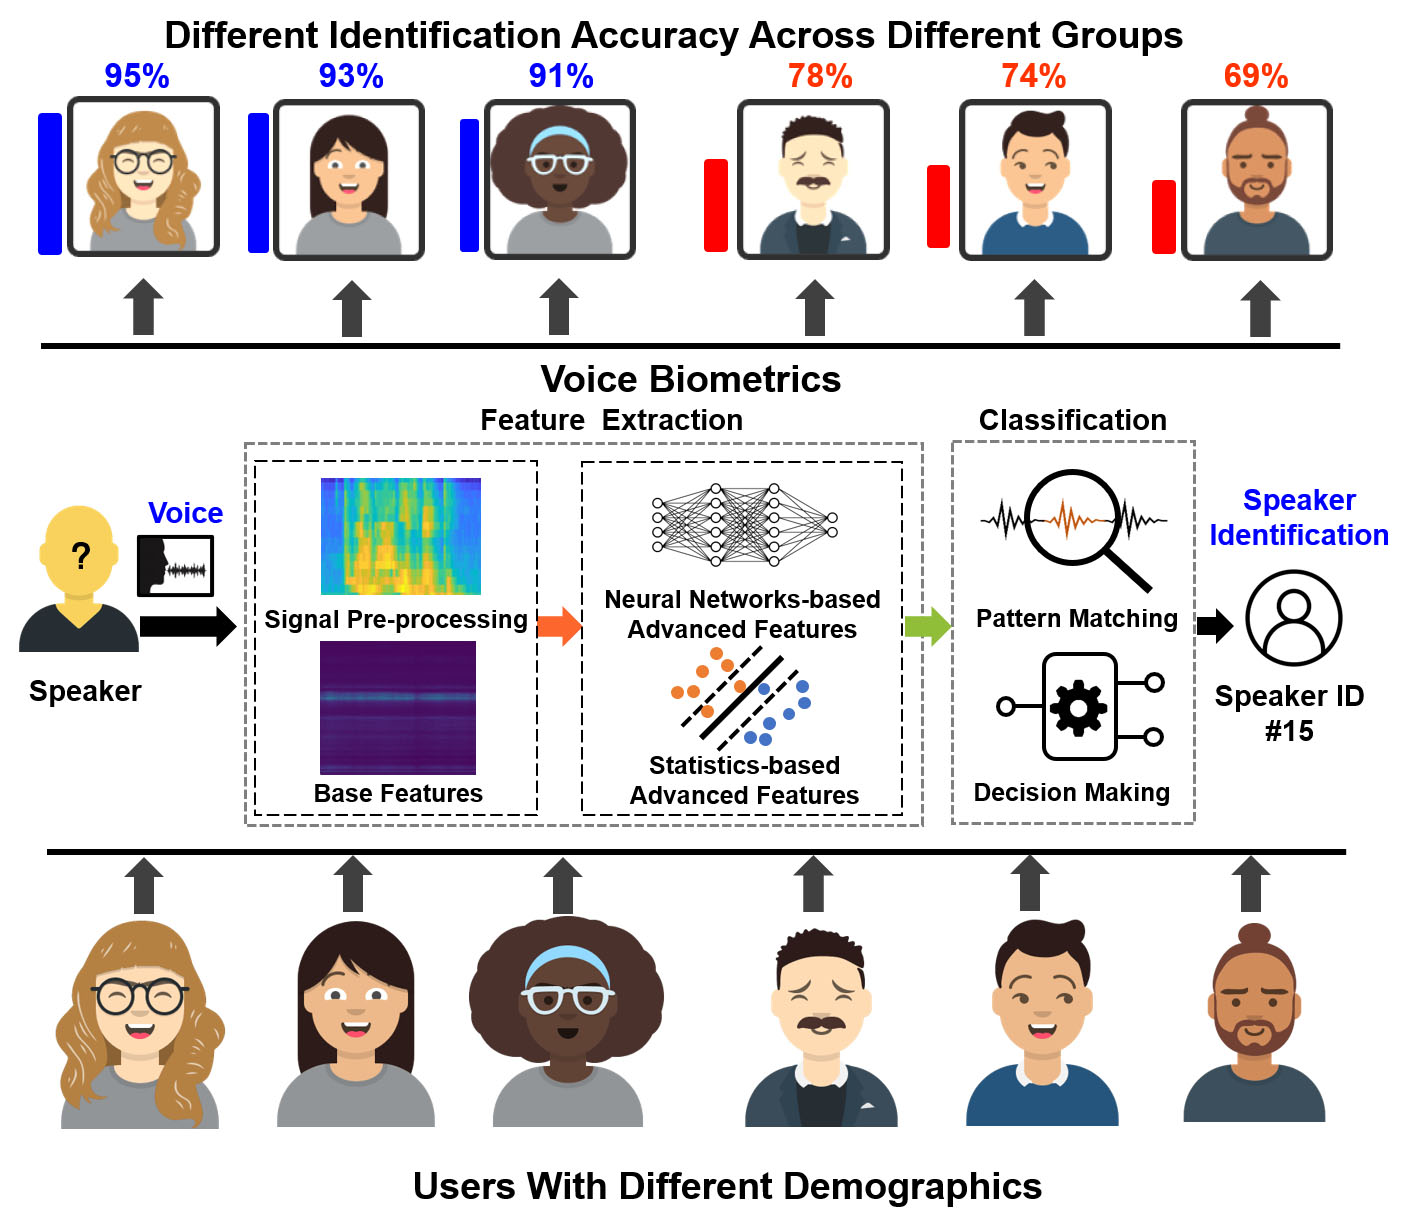 Different Identification Accuracy Across Different Groups
95%
93%
91%
78%
74%
69%
Voice Biometrics
Feature Extraction
Classification
Voice
?
Speaker
Signal Pre-processing
Base Features
Neural Networks-based
Advanced Features
Statistics-based
Advanced Features
Pattern Matching
Decision Making
Speaker
Identification
Speaker ID
#15
Users With Different Demographics